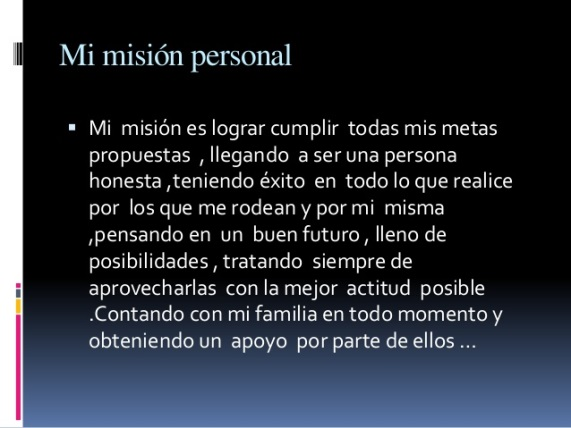 Mi misión personal
Mi misión es lograr cumplir todas mis metas
propuestas , llegando a ser una persona
honesta ,teniendo éxito en todo lo que realice
por los que me rodean y por mi misma
,pensando en un buen futuro , lleno de
posibilidades , tratando siempre de
aprovecharlas con la mejor actitud posible
.Contando con mi familia en todo momento y
obteniendo un apoyo por parte de ellos ...